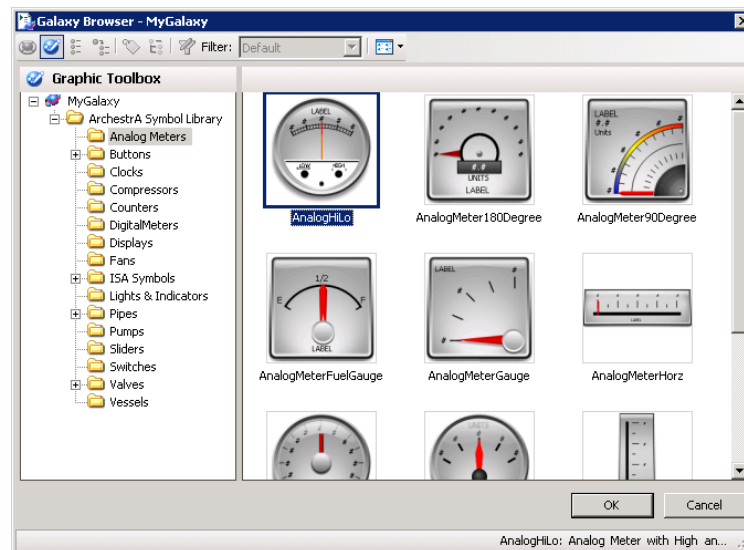 Galaxy Browser - MyGalaxy
Filter: Default
Graphic Toolbox
MyGalaxy
ArchestrA Symbol Library
Analog Meters
Buttons
Clocks
Compressors
Counters
DigitalMeters
Displays
Fans
ISA Symbols
Lights & Indicators
Pipes
Pumps
Sliders
Switches
Valves
Vessels
LABEL
LOW HIGH
AnalogHiLo
#.#
UNITS
LABEL
AnalogMeter180Degree
LABEL
#.#
Units
AnalogMeter90Degree
1/2
E F
LABEL
AnalogMeterFuelGauge
LABEL
AnalogMeterGauge
LABEL
AnalogMeterHorz
UNITS
OK Cancel
AnalogHiLo: Analog Meter with High an...